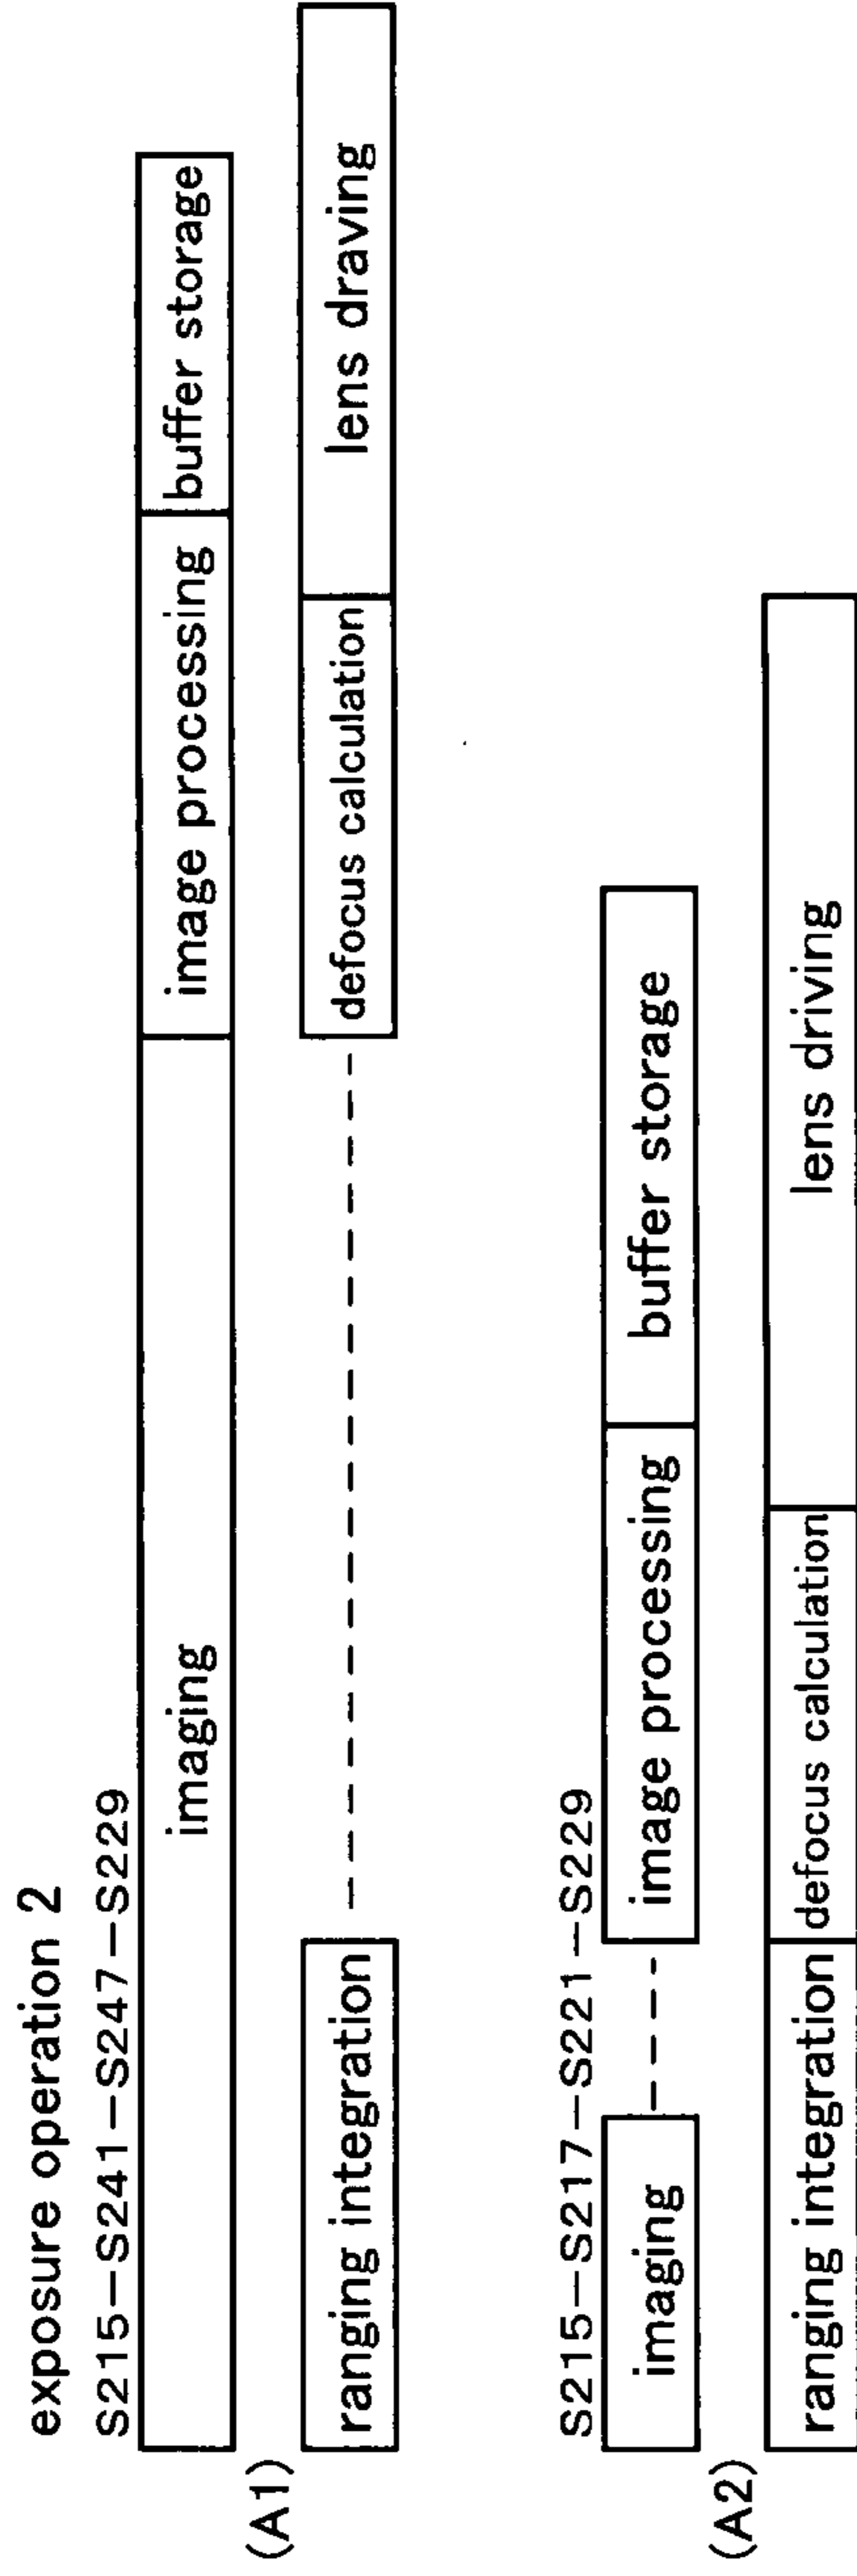 exposure operation 2
S215-S241-S247-S229
imaging
image processing
buffer storage
(A1)
ranging integration
defocus calculation
lens draving
S215-S217-S221-S229
imaging
image processing
buffer storage
(A2)
ranging integration
defocus calculation
lens driving